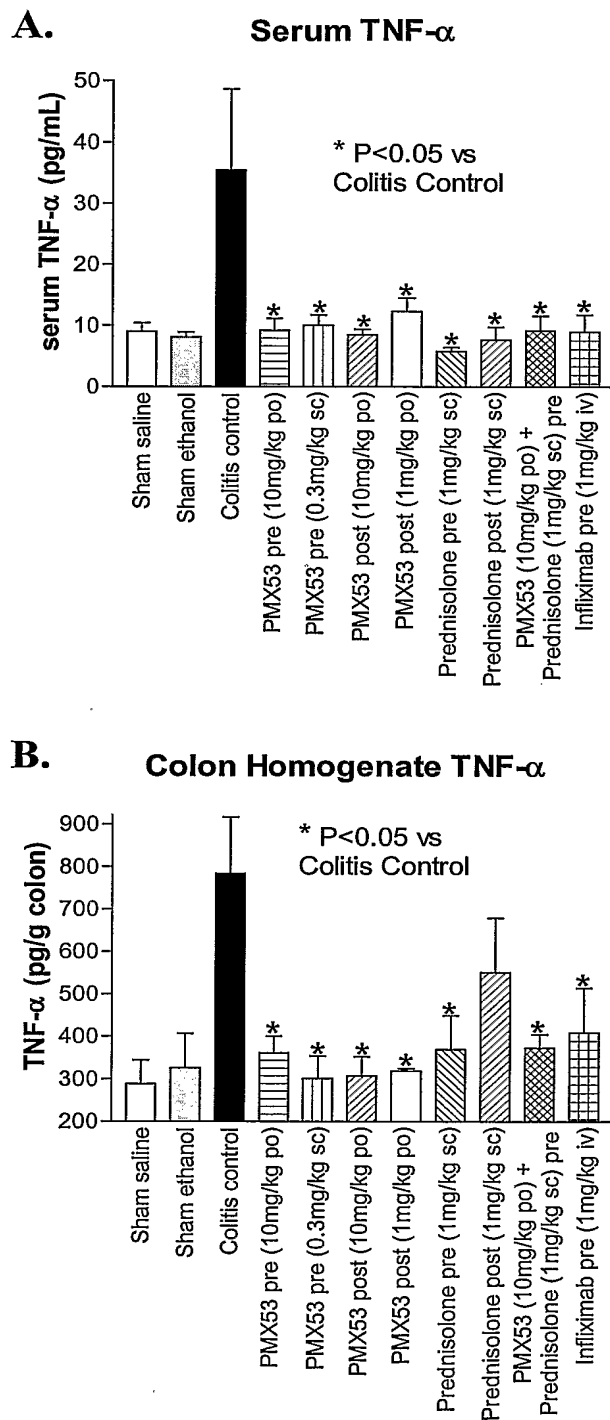 A.
Serum TNF-α
serum TNF-α (pg/mL)
50
40
30
20
10
0
* P<0.05 vs
Colitis Control
* * * * * * * *
Sham saline
Sham ethanol
Colitis control
PMX53 pre (10mg/kg po)
PMX53 pre (0.3mg/kg sc)
PMX53 post (10mg/kg po)
PMX53 post (1mg/kg po)
Prednisolone pre (1mg/kg sc)
Prednisolone post (1mg/kg sc)
PMX53 (10mg/kg po) +
Prednisolone (1mg/kg sc) pre
Infliximab pre (1mg/kg iv)
B.
Colon Homogenate TNF-α
TNF-α (pg/g colon)
900
800
700
600
500
400
300
200
* P<0.05 vs
Colitis Control
* * * * * * *
Sham saline
Sham ethanol
Colitis control
PMX53 pre (10mg/kg po)
PMX53 pre (0.3mg/kg sc)
PMX53 post (10mg/kg po)
PMX53 post (1mg/kg po)
Prednisolone pre (1mg/kg sc)
Prednisolone post (1mg/kg sc)
PMX53 (10mg/kg po) +
Prednisolone (1mg/kg sc) pre
Infliximab pre (1mg/kg iv)